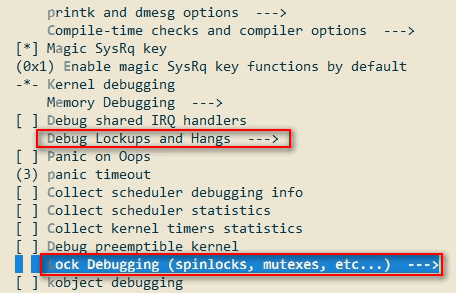 printk and dmesg options --->
Compile-time checks and compiler options --->
[*] Magic SysRq key
(0x1) Enable magic SysRq key functions by default
-*- Kernel debugging
Memory Debugging --->
[ ] Debug shared IRQ handlers
Debug Lockups and Hangs --->
[ ] Panic on Oops
(3) panic timeout
[ ] Collect scheduler debugging info
[ ] Collect scheduler statistics
[ ] Collect kernel timers statistics
[ ] Debug preemptible kernel
Lock Debugging (spinlocks, mutexes, etc...) --->
[ ] kobject debugging